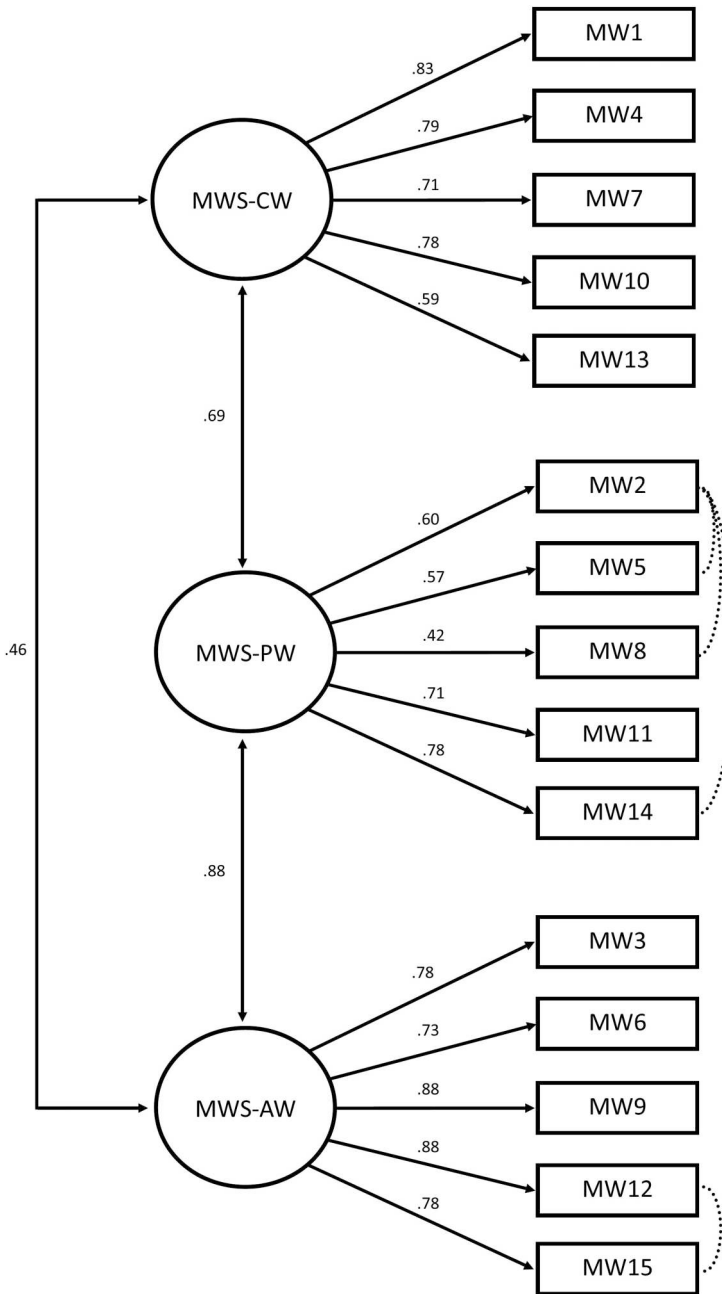 MW1
.83
MW4
.79
MWS-CW
.71
MW7
.78
MW10
.59
MW13
.69
MW2
.60
MW5
.57
.46
MWS-PW
.42
MW8
.71
MW11
.78
MW14
.88
MW3
.78
MW6
.73
MWS-AW
.88
MW9
.88
MW12
.78
MW15